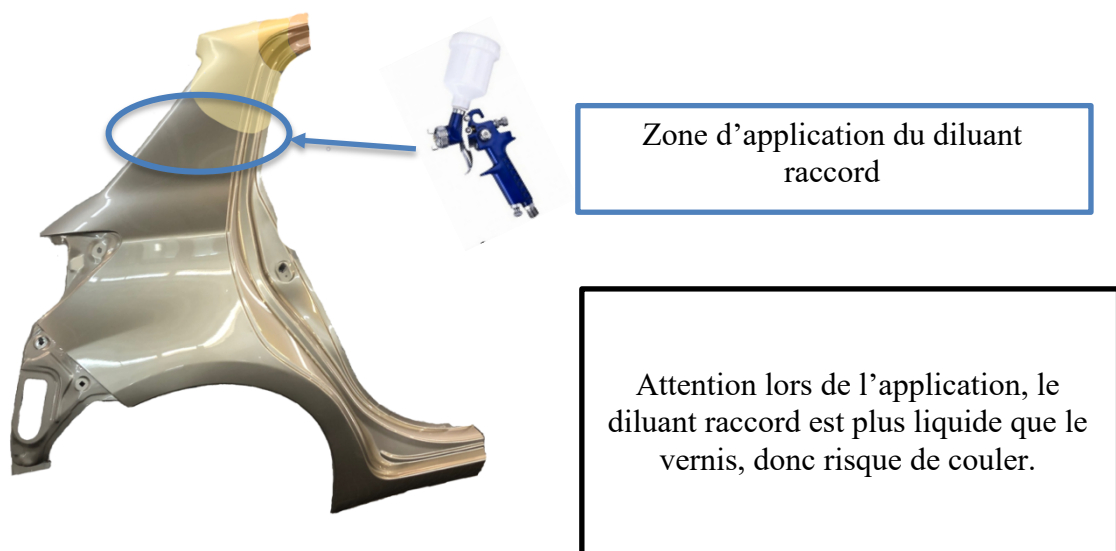 Zone d’application du diluant
raccord
Attention lors de l’application, le
diluant raccord est plus liquide que le
vernis, donc risque de couler.